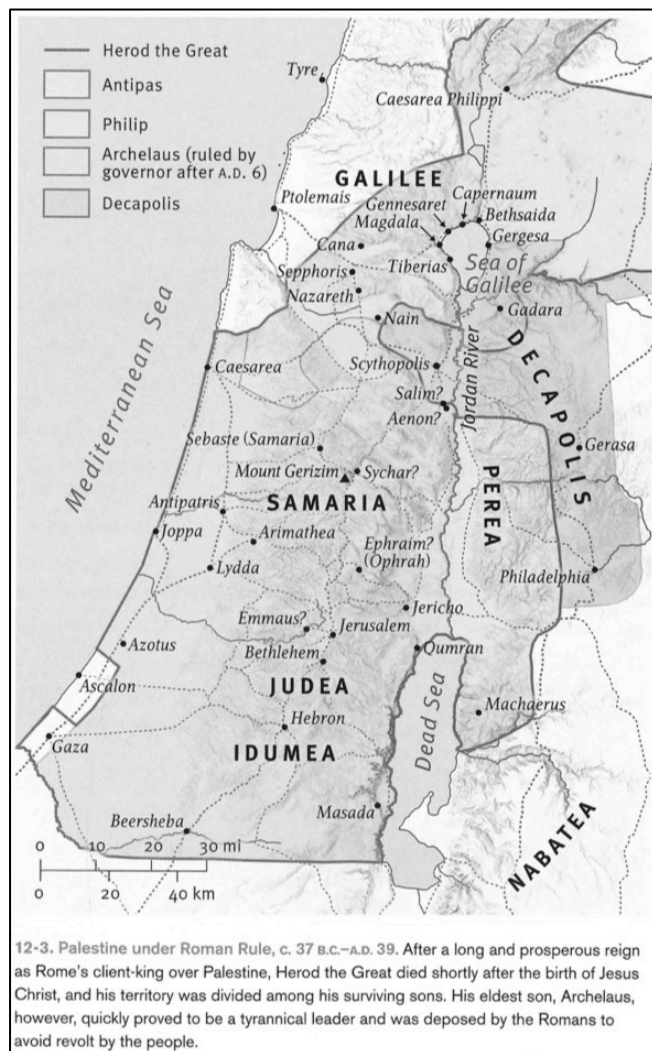 Herod the Great
Antipas
Philip
Archelaus (ruled by
governor after A.D. 6)
Decapolis
Tyre
Caesarea Philippi
GALILEE
Capernaum
Gennesaret
Bethsaida
Magdala
Ptolemais
Gergesa
Cana
Tiberias
Sea of
Galilee
Sepphoris
Nazareth
Gadara
Nain
Mediterranean Sea
DECAPOLIS
Caesarea
Scythopolis
Jordan River
Salim?
Aenon?
Sebaste (Samaria)
Gerasa
Mount Gerizim
Sychar?
PEREA
SAMARIA
Antipatris
Joppa
Arimathea
Ephraim?
(Ophrah)
Lydda
Philadelphia
Jericho
Emmaus?
Jerusalem
Azotus
Bethlehem
Qumran
Ascalon
JUDEA
Machaerus
Hebron
Dead Sea
Gaza
IDUMEA
Masada
Beersheba
NABATEA
0 10 20 30 mi
0 20 40 km
12-3. Palestine under Roman Rule, c. 37 B.C.–A.D. 39. After a long and prosperous reign
as Rome's client-king over Palestine, Herod the Great died shortly after the birth of Jesus
Christ, and his territory was divided among his surviving sons. His eldest son, Archelaus,
however, quickly proved to be a tyrannical leader and was deposed by the Romans to
avoid revolt by the people.